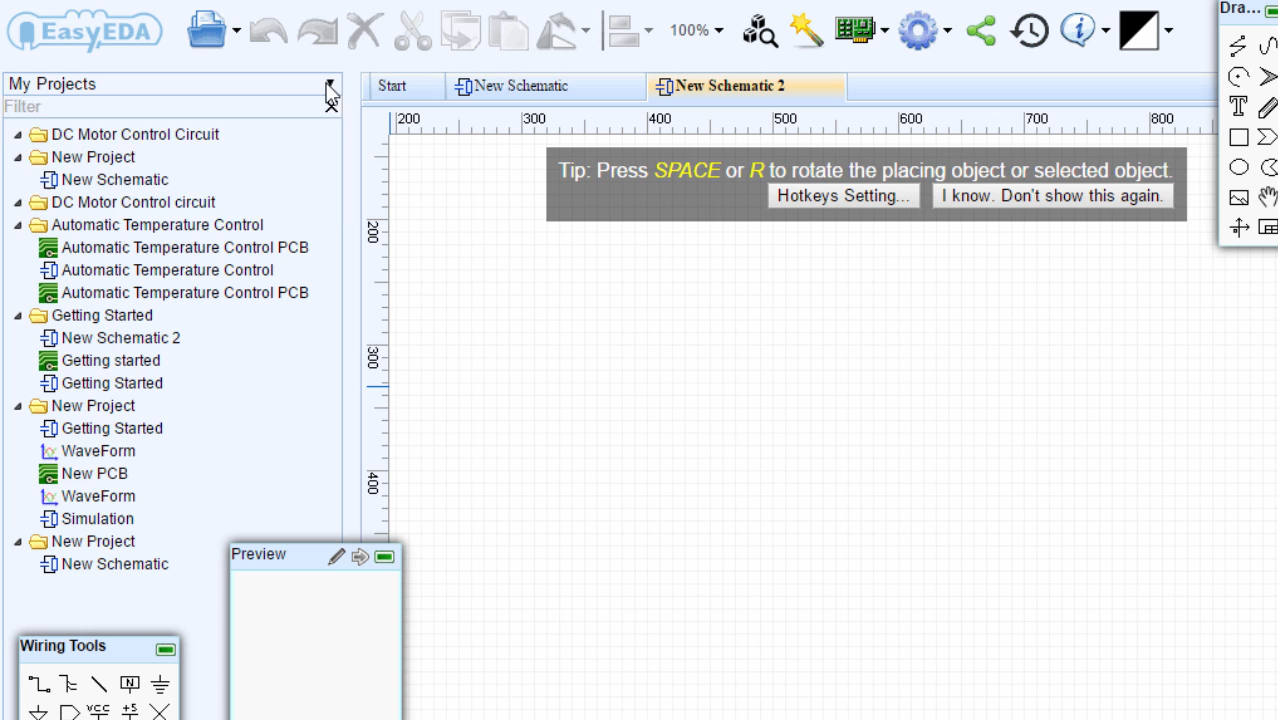 EasyEDA
100%
Dra...
My Projects
Start
New Schematic
New Schematic 2
Filter
200 300 400 500 600 700 800
DC Motor Control Circuit
New Project
New Schematic
DC Motor Control circuit
Automatic Temperature Control
Automatic Temperature Control PCB
Automatic Temperature Control
Automatic Temperature Control PCB
Getting Started
New Schematic 2
Getting started
Getting Started
New Project
Getting Started
WaveForm
New PCB
WaveForm
Simulation
New Project
New Schematic
Tip: Press SPACE or R to rotate the placing object or selected object.
Hotkeys Setting... I know. Don't show this again.
200
300
400
Preview
Wiring Tools
N
VCC +5